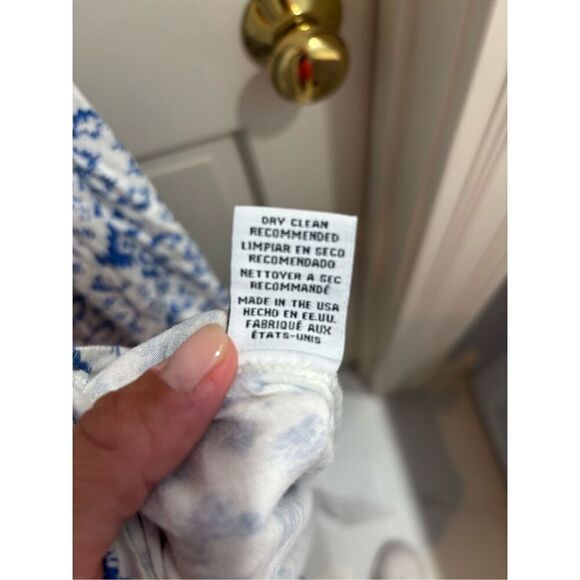 DRY CLEAN
RECOMMENDED
LIMPIAR EN SECO
RECOMENDADO
NETTOYER A SEC
RECOMMANDÉ
MADE IN THE USA
HECHO EN EE.UU.
FABRIQUÉ AUX
ÉTATS-UNIS